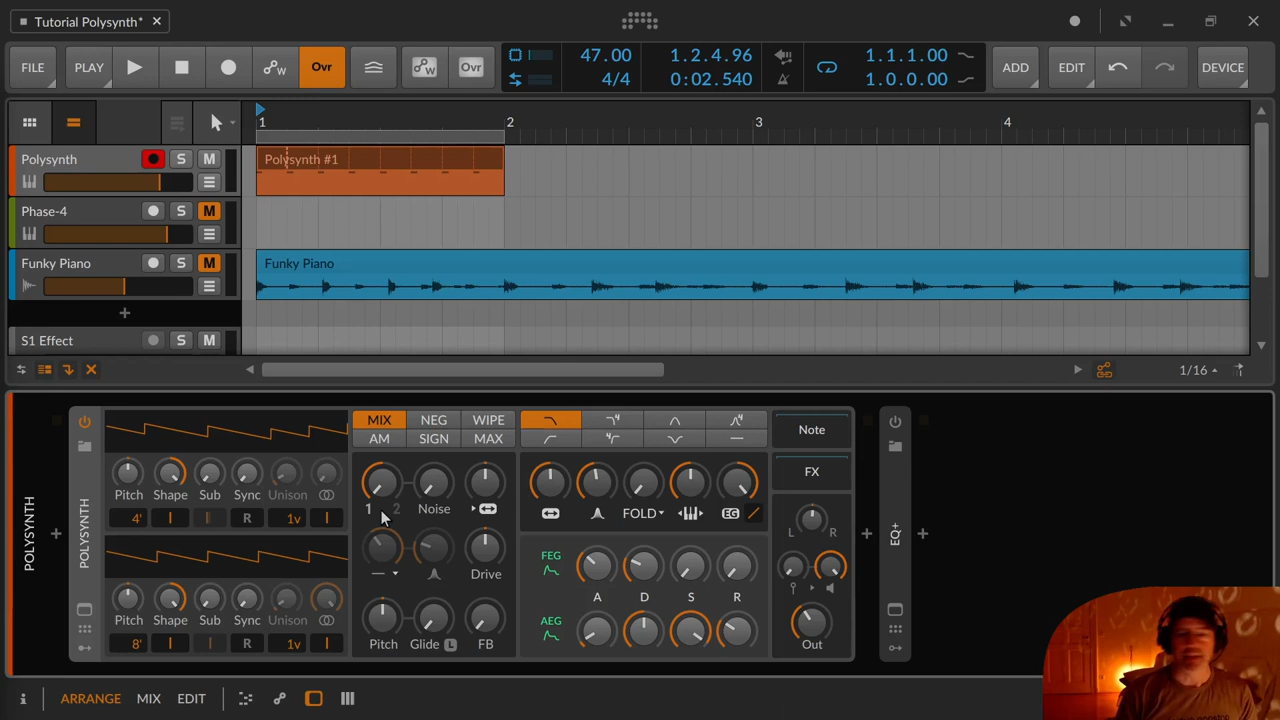 Tutorial Polysynth*
FILE PLAY Ovr Ovr 47.00 1.2.4.96 1.1.1.00 ADD EDIT DEVICE
4/4 0:02.540 1.0.0.00
1 2 3 4
Polysynth S M Polysynth #1
Phase-4 S M
Funky Piano S M Funky Piano
+
S1 Effect S M
1/16
POLYSYNTH
+
POLYSYNTH
Pitch Shape Sub Sync Unison
4' R 1v
Pitch Shape Sub Sync Unison
8' R 1v
MIX NEG WIPE
AM SIGN MAX
1 2 Noise
Drive
Pitch Glide L FB
4 4
4
FOLD EG
FEG
A D S R
AEG
Note
FX
L R
Out
+
EQ+
+
i ARRANGE MIX EDIT